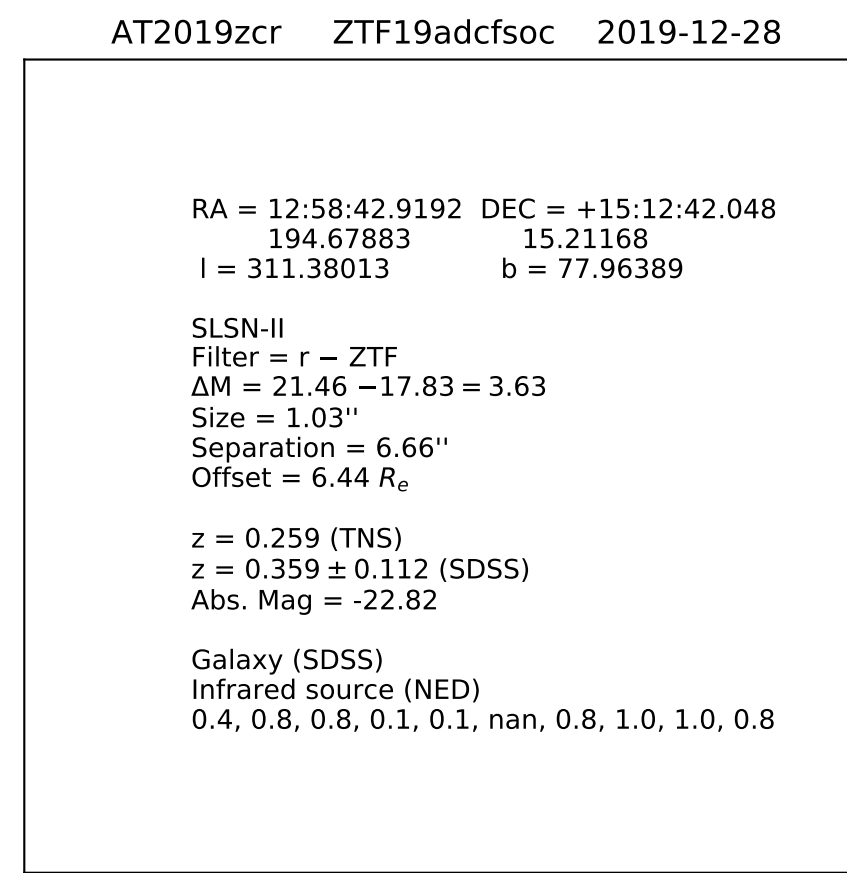 AT2019zcr ZTF19adcfsoc 2019-12-28
RA = 12:58:42.9192 DEC = +15:12:42.048
194.67883 15.21168
l = 311.38013 b = 77.96389
SLSN-II
Filter = r − ZTF
ΔM = 21.46 −17.83 = 3.63
Size = 1.03''
Separation = 6.66''
Offset = 6.44 Re
z = 0.259 (TNS)
z = 0.359 ± 0.112 (SDSS)
Abs. Mag = -22.82
Galaxy (SDSS)
Infrared source (NED)
0.4, 0.8, 0.8, 0.1, 0.1, nan, 0.8, 1.0, 1.0, 0.8